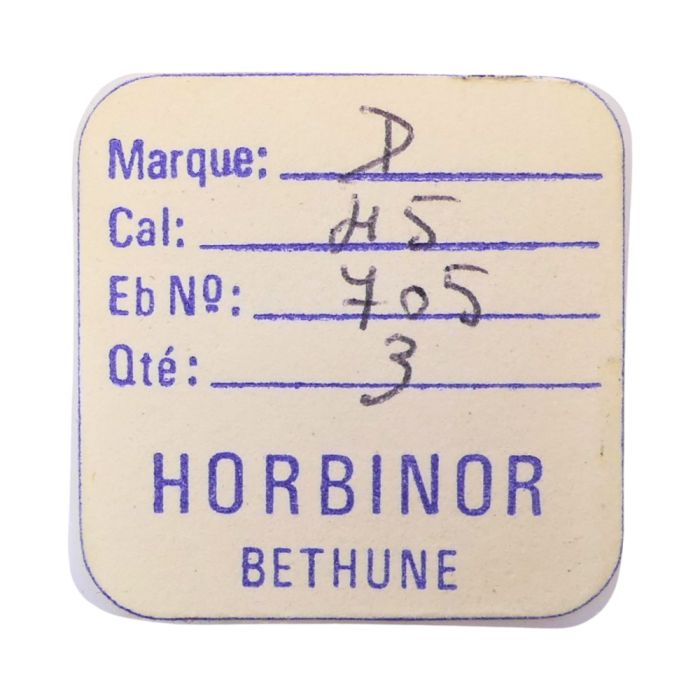 Marque: P
Cal: 45
Eb Nº: 705
Qté: 3
HORBINOR
BETHUNE